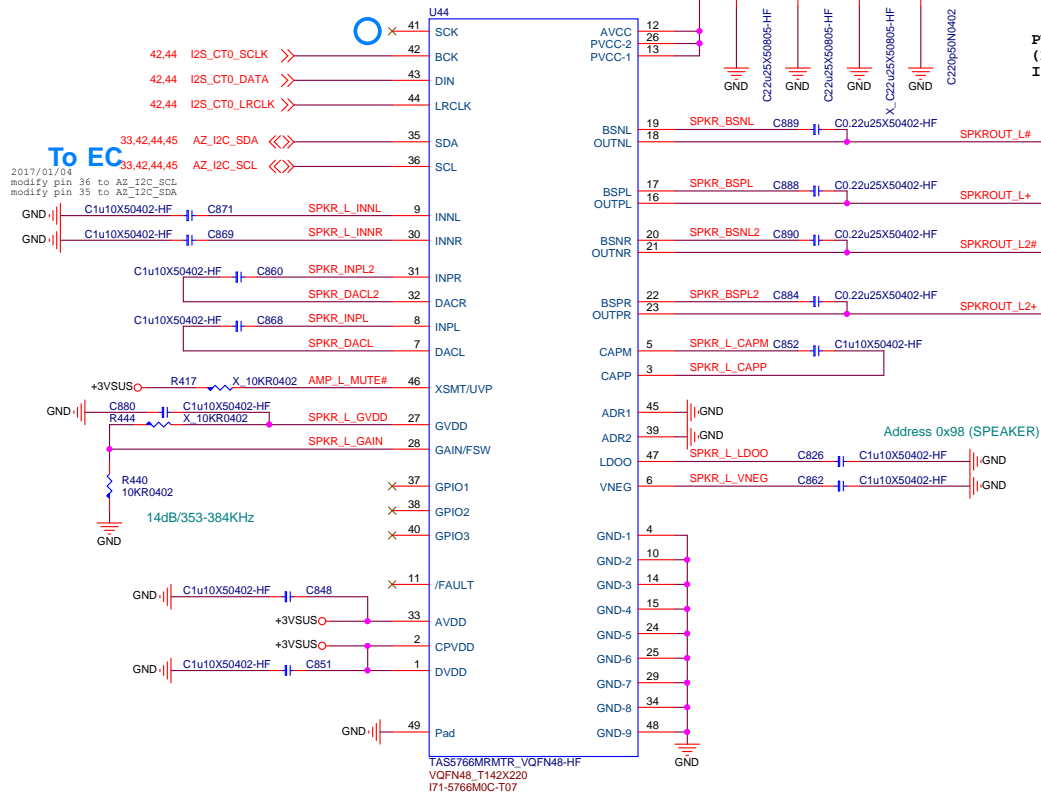 U44
41 SCK
42,44 I2S_CT0_SCLK 42 BCK
42,44 I2S_CT0_DATA 43 DIN
42,44 I2S_CT0_LRCLK 44 LRCLK
33,42,44,45 AZ_I2C_SDA 35 SDA
To EC
33,42,44,45 AZ_I2C_SCL 36 SCL
2017/01/04
modify pin 36 to AZ_I2C_SCL
modify pin 35 to AZ_I2C_SDA
GND C1u10X50402-HF C871 SPKR_L_INNL 9 INNL
GND C1u10X50402-HF C869 SPKR_L_INNR 30 INNR
C1u10X50402-HF C860 SPKR_INPL2 31 INPR
SPKR_DACL2 32 DACR
C1u10X50402-HF C868 SPKR_INPL 8 INPL
SPKR_DACL 7 DACL
+3VSUS R417 X_10KR0402 AMP_L_MUTE# 46 XSMT/UVP
GND C880 C1u10X50402-HF
R444 X_10KR0402 SPKR_L_GVDD 27 GVDD
SPKR_L_GAIN 28 GAIN/FSW
R440
10KR0402
GND
14dB/353-384KHz
37 GPIO1
38 GPIO2
40 GPIO3
11 /FAULT
GND C1u10X50402-HF C848
+3VSUS 33 AVDD
+3VSUS 2 CPVDD
GND C1u10X50402-HF C851 1 DVDD
GND 49 Pad
AVCC 12
PVCC-2 26
PVCC-1 13
GND C22u25X50805-HF
GND C22u25X50805-HF
GND X_C22u25X50805-HF
GND C220p50N0402
P
(
I
BSNL 19 SPKR_BSNL C889 C0.22u25X50402-HF
OUTNL 18 SPKROUT_L#
BSPL 17 SPKR_BSPL C888 C0.22u25X50402-HF
OUTPL 16 SPKROUT_L+
BSNR 20 SPKR_BSNL2 C890 C0.22u25X50402-HF
OUTNR 21 SPKROUT_L2#
BSPR 22 SPKR_BSPL2 C884 C0.22u25X50402-HF
OUTPR 23 SPKROUT_L2+
CAPM 5 SPKR_L_CAPM C852 C1u10X50402-HF
CAPP 3 SPKR_L_CAPP
ADR1 45 GND
ADR2 39 GND
Address 0x98 (SPEAKER)
LDOO 47 SPKR_L_LDOO C826 C1u10X50402-HF GND
VNEG 6 SPKR_L_VNEG C862 C1u10X50402-HF GND
GND-1 4
GND-2 10
GND-3 14
GND-4 15
GND-5 24
GND-6 25
GND-7 29
GND-8 34
GND-9 48
GND
TAS5766MRMTR_VQFN48-HF
VQFN48_T142X220
I71-5766M0C-T07